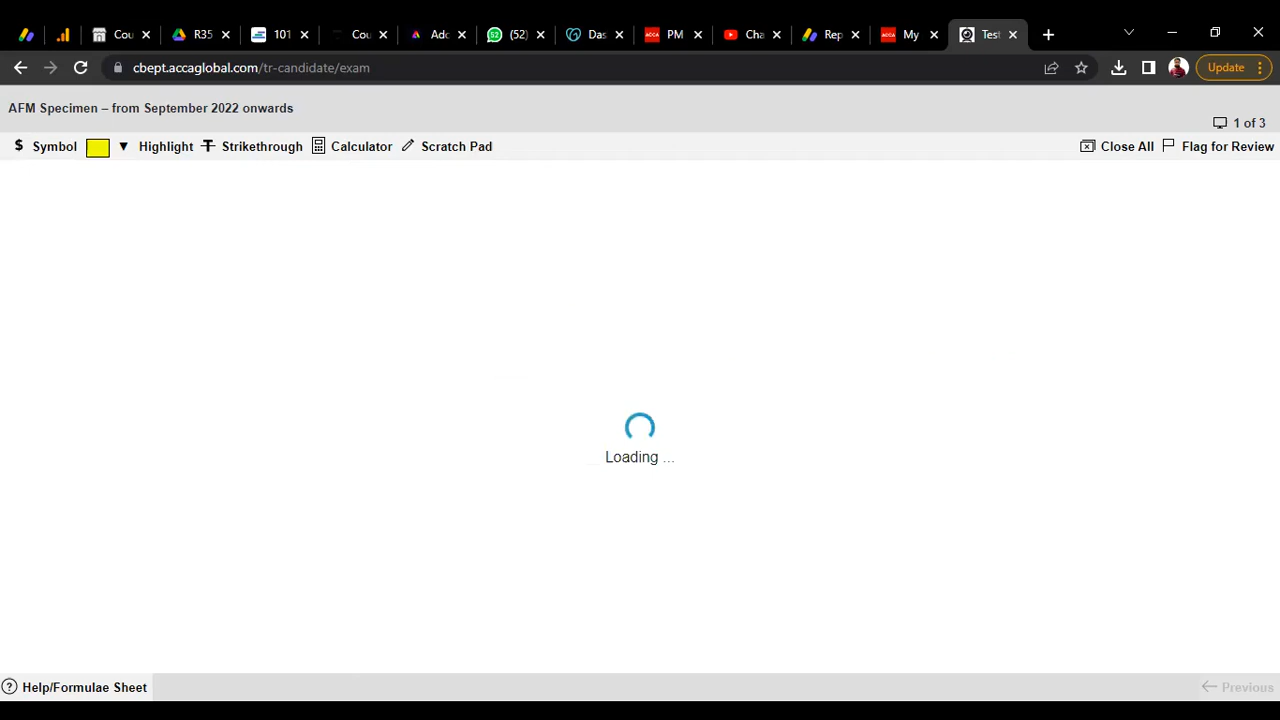 Cou
R35
101
Cou
Adc
(52)
Das
PM
Cha
Rep
My
Test
cbept.accaglobal.com/tr-candidate/exam
Update
AFM Specimen – from September 2022 onwards
1 of 3
$ Symbol Highlight Strikethrough Calculator Scratch Pad Close All Flag for Review
Loading ...
Help/Formulae Sheet
Previous